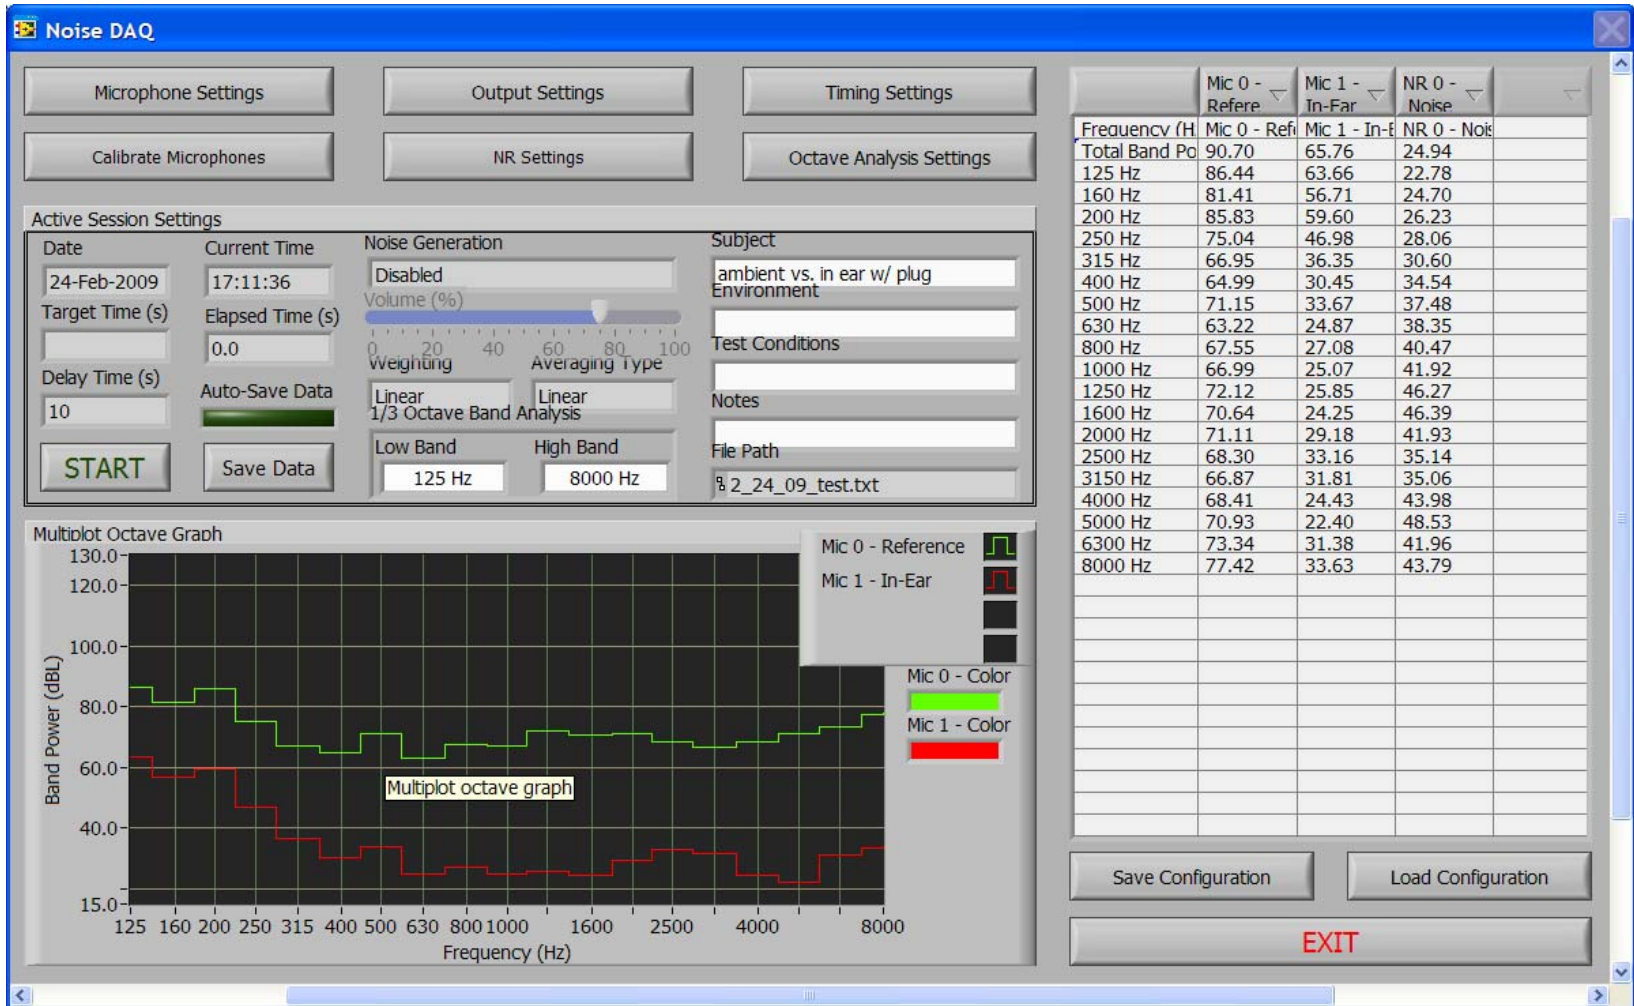 Noise DAQ
Microphone Settings
Output Settings
Timing Settings
Calibrate Microphones
NR Settings
Octave Analysis Settings
Active Session Settings
Date
24-Feb-2009
Current Time
17:11:36
Target Time (s)
Elapsed Time (s)
0.0
Delay Time (s)
10
Auto-Save Data
START
Save Data
Noise Generation
Disabled
Volume (%)
0 20 40 60 80 100
Weighting
Linear
Averaging Type
Linear
1/3 Octave Band Analysis
Low Band
125 Hz
High Band
8000 Hz
Subject
ambient vs. in ear w/ plug
Environment
Test Conditions
Notes
File Path
2_24_09_test.txt
Multiplot Octave Graph
Mic 0 - Reference
Mic 1 - In-Ear
Mic 0 - Color
Mic 1 - Color
Band Power (dBL)
130.0
120.0
100.0
80.0
60.0
40.0
15.0
Multiplot octave graph
125 160 200 250 315 400 500 630 800 1000 1600 2500 4000 8000
Frequency (Hz)
Mic 0 - Refere Mic 1 - In-Ear NR 0 - Noise
Frequency (H Mic 0 - Refe Mic 1 - In-E NR 0 - Nois
Total Band Po 90.70 65.76 24.94
125 Hz 86.44 63.66 22.78
160 Hz 81.41 56.71 24.70
200 Hz 85.83 59.60 26.23
250 Hz 75.04 46.98 28.06
315 Hz 66.95 36.35 30.60
400 Hz 64.99 30.45 34.54
500 Hz 71.15 33.67 37.48
630 Hz 63.22 24.87 38.35
800 Hz 67.55 27.08 40.47
1000 Hz 66.99 25.07 41.92
1250 Hz 72.12 25.85 46.27
1600 Hz 70.64 24.25 46.39
2000 Hz 71.11 29.18 41.93
2500 Hz 68.30 33.16 35.14
3150 Hz 66.87 31.81 35.06
4000 Hz 68.41 24.43 43.98
5000 Hz 70.93 22.40 48.53
6300 Hz 73.34 31.38 41.96
8000 Hz 77.42 33.63 43.79
Save Configuration
Load Configuration
EXIT